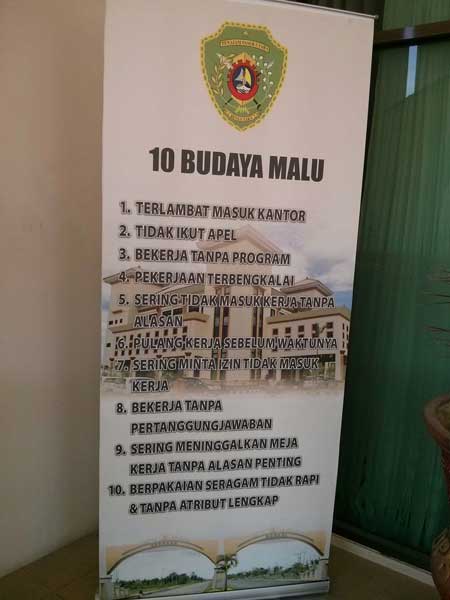 10 BUDAYA MALU
1. TERLAMBAT MASUK KANTOR
2. TIDAK IKUT APEL
3. BEKERJA TANPA PROGRAM
4. PEKERJAAN TERBENGKALAI
5. SERING TIDAK MASUK KERJA TANPA
ALASAN
6. PULANG KERJA SEBELUM WAKTUNYA
7. SERING MINTA IZIN TIDAK MASUK
KERJA
8. BEKERJA TANPA
PERTANGGUNGJAWABAN
9. SERING MENINGGALKAN MEJA
KERJA TANPA ALASAN PENTING
10. BERPAKAIAN SERAGAM TIDAK RAPI
& TANPA ATRIBUT LENGKAP